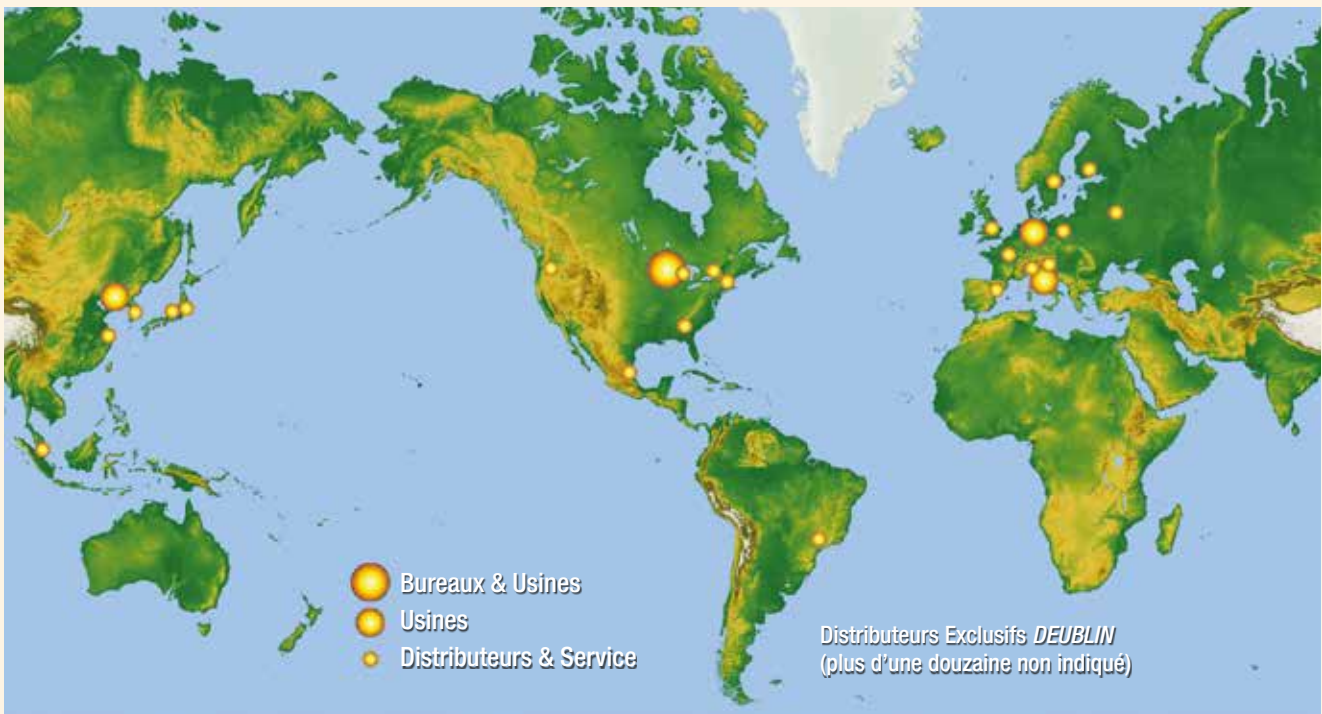 Bureaux & Usines
Usines
Distributeurs & Service
Distributeurs Exclusifs DEUBLIN
(plus d'une douzaine non indiqué)